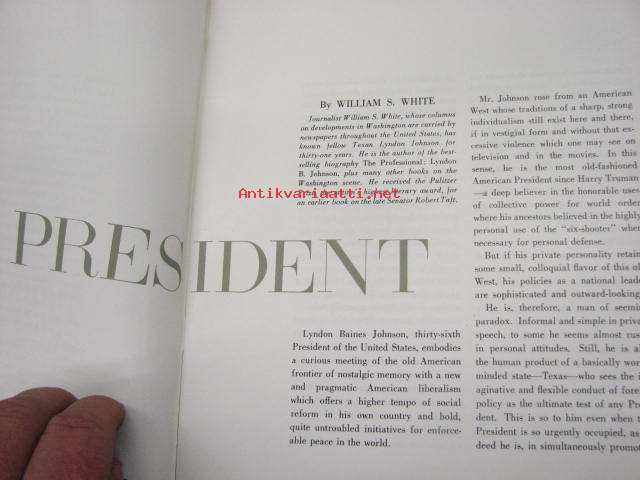 PRESIDENT
By WILLIAM S. WHITE
Journalist William S. White, whose columns
on developments in Washington are carried by
newspapers throughout the United States, has
known fellow Texan Lyndon Johnson for
thirty-one years. He is the author of the best-
selling biography The Professional: Lyndon
B. Johnson, plus many other books on the
Washington scene. He received the Pulitzer
literary award, for
an earlier book on the late Senator Robert Taft.
Antikvariaatti.net
Lyndon Baines Johnson, thirty-sixth
President of the United States, embodies
a curious meeting of the old American
frontier of nostalgic memory with a new
and pragmatic American liberalism
which offers a higher tempo of social
reform in his own country and bold,
quite untroubled initiatives for enforce-
able peace in the world.
Mr. Johnson rose from an American
West whose traditions of a sharp, strong
individualism still exist here and there,
if in vestigial form and without that ex-
cessive violence which one may see on
television and in the movies. In this
sense, he is the most old-fashioned
American President since Harry Truman
—a deep believer in the honorable uses
of collective power for world order
where his ancestors believed in the highly
personal use of the "six-shooter" when
necessary for personal defense.
But if his private personality retains
some small, colloquial flavor of this old
West, his policies as a national leader
are sophisticated and outward-looking.
He is, therefore, a man of seeming
paradox. Informal and simple in
speech, to some he seems almost
in personal attitudes. Still, he is
the human product of a basically
minded state—Texas—who sees the
aginative and flexible conduct of
policy as the ultimate test of any
dent. This is so to him even when
President is so urgently occupied, as
deed he is, in simultaneously